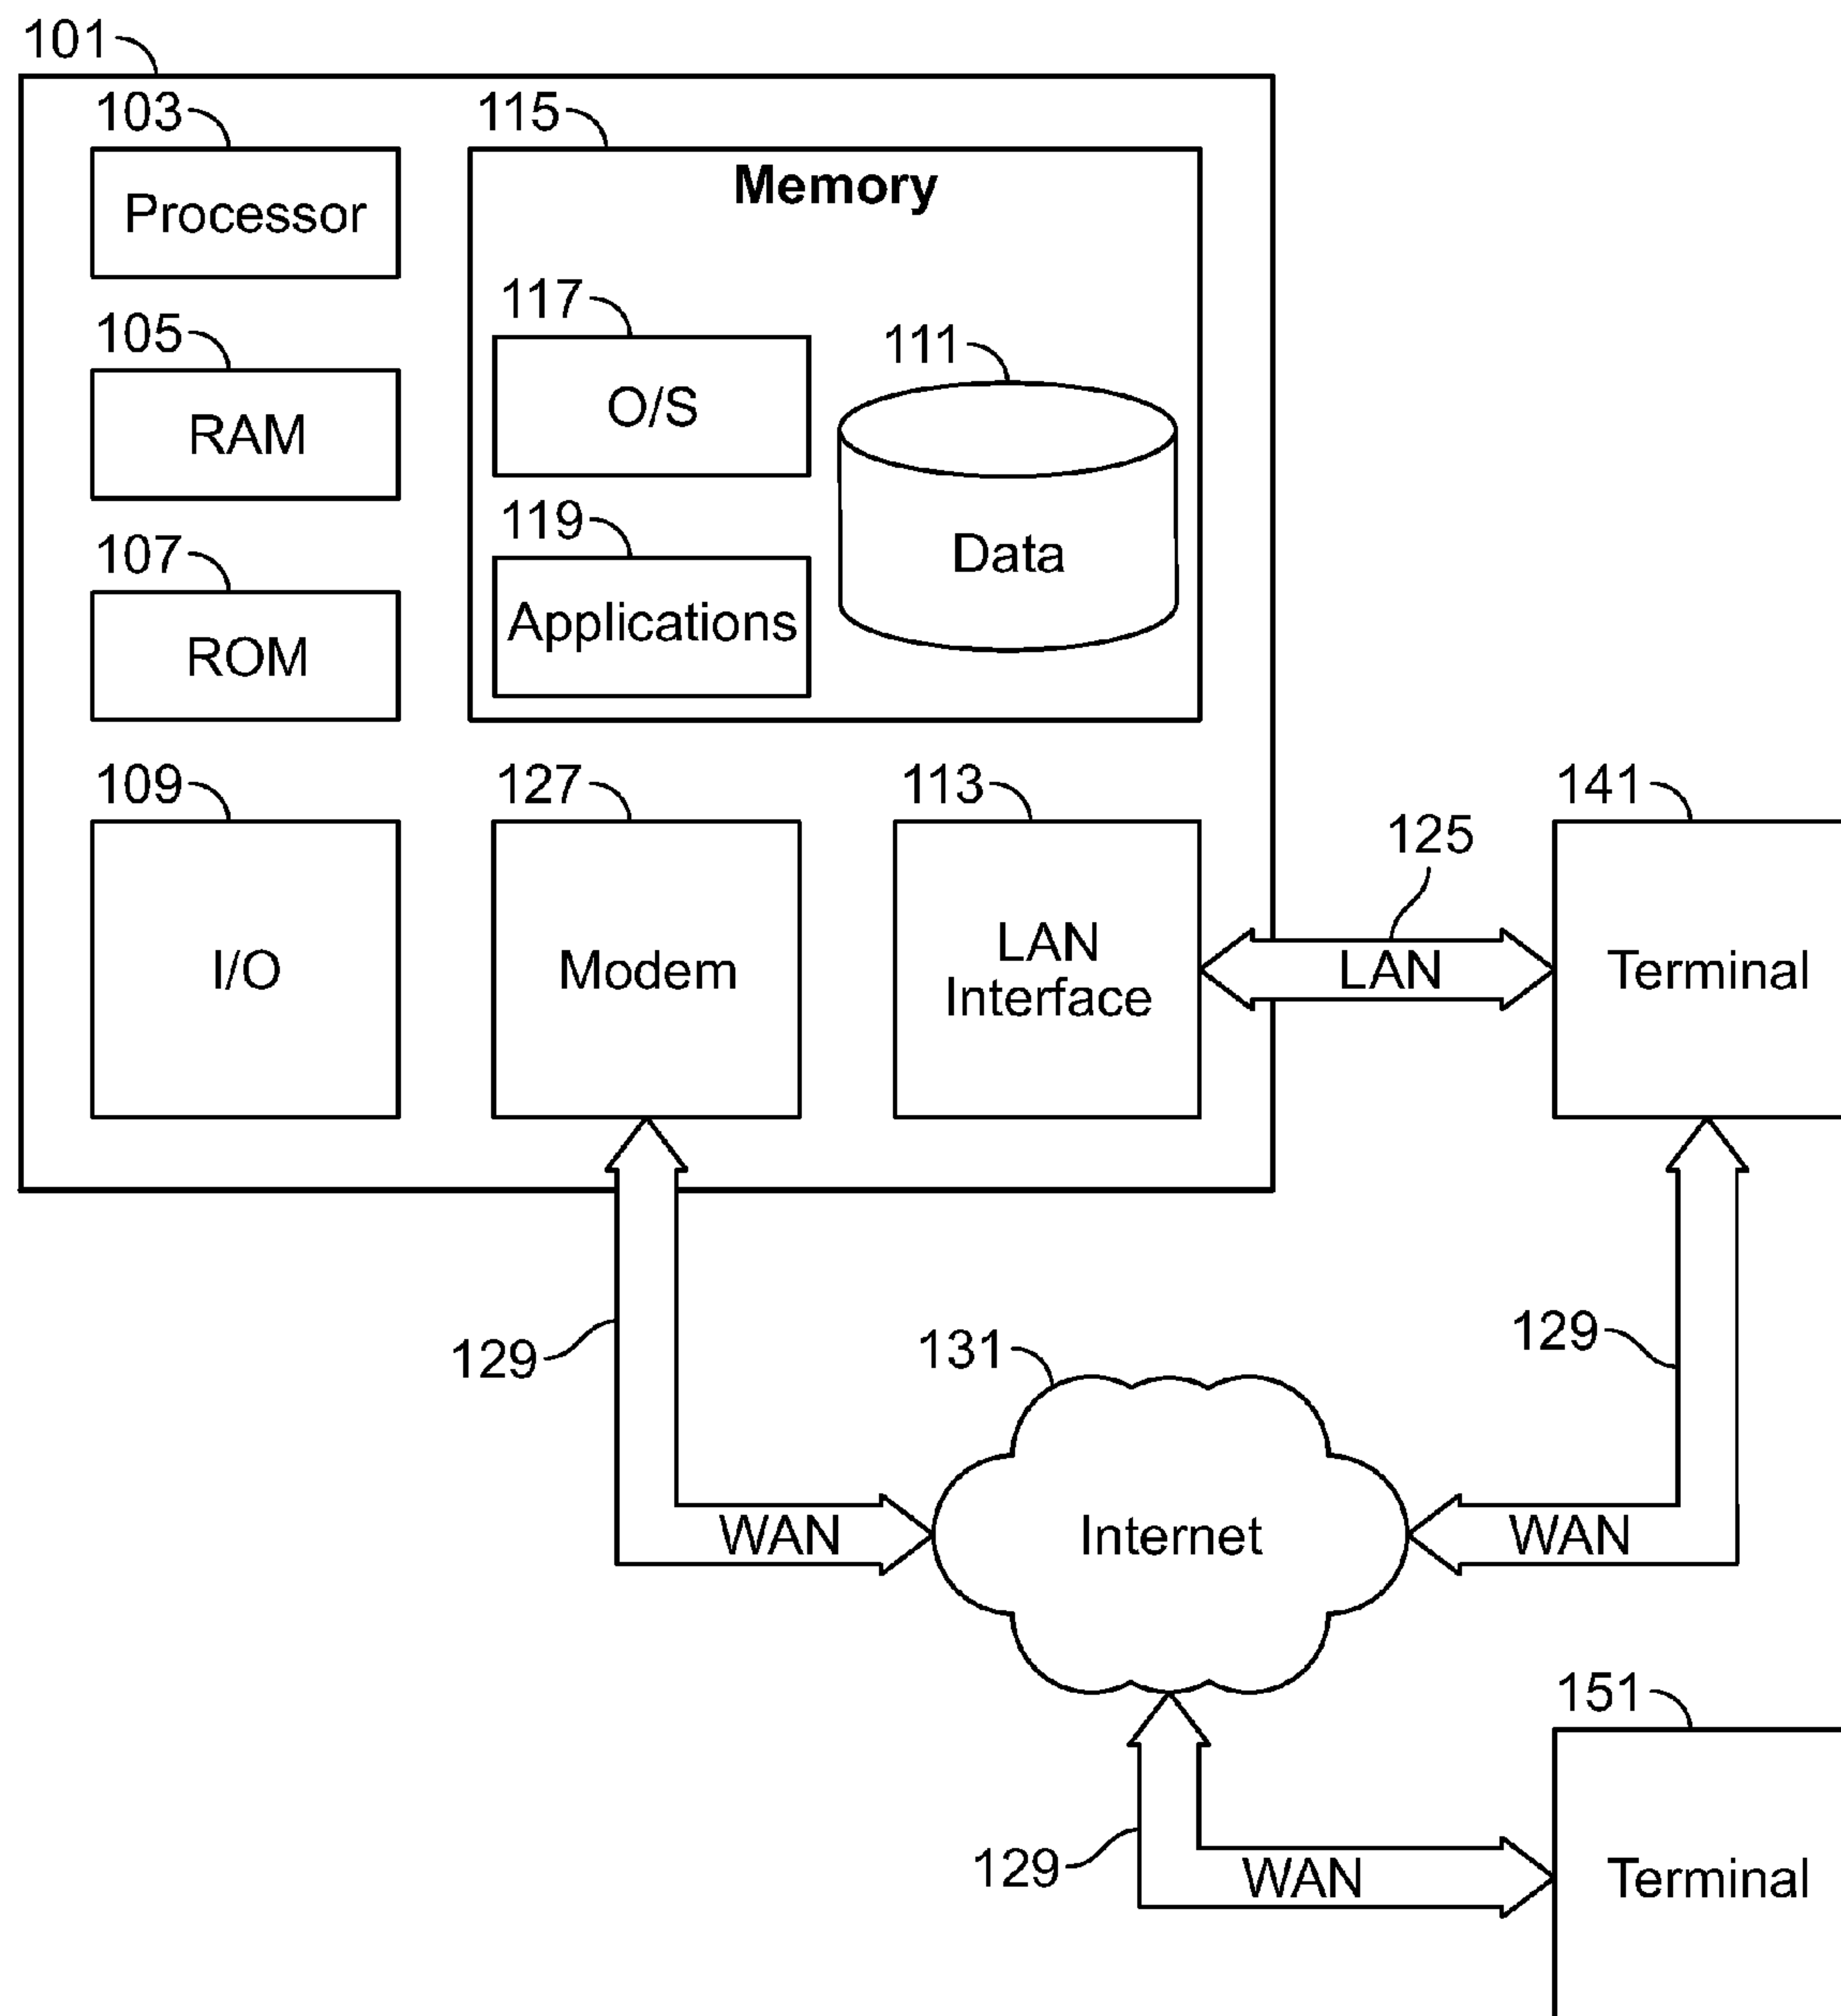 101
103
Processor
115
Memory
105
RAM
117
O/S
111
Data
107
ROM
119
Applications
109
I/O
127
Modem
113
LAN
Interface
125
LAN
141
Terminal
129
WAN
131
Internet
129
WAN
129
WAN
151
Terminal